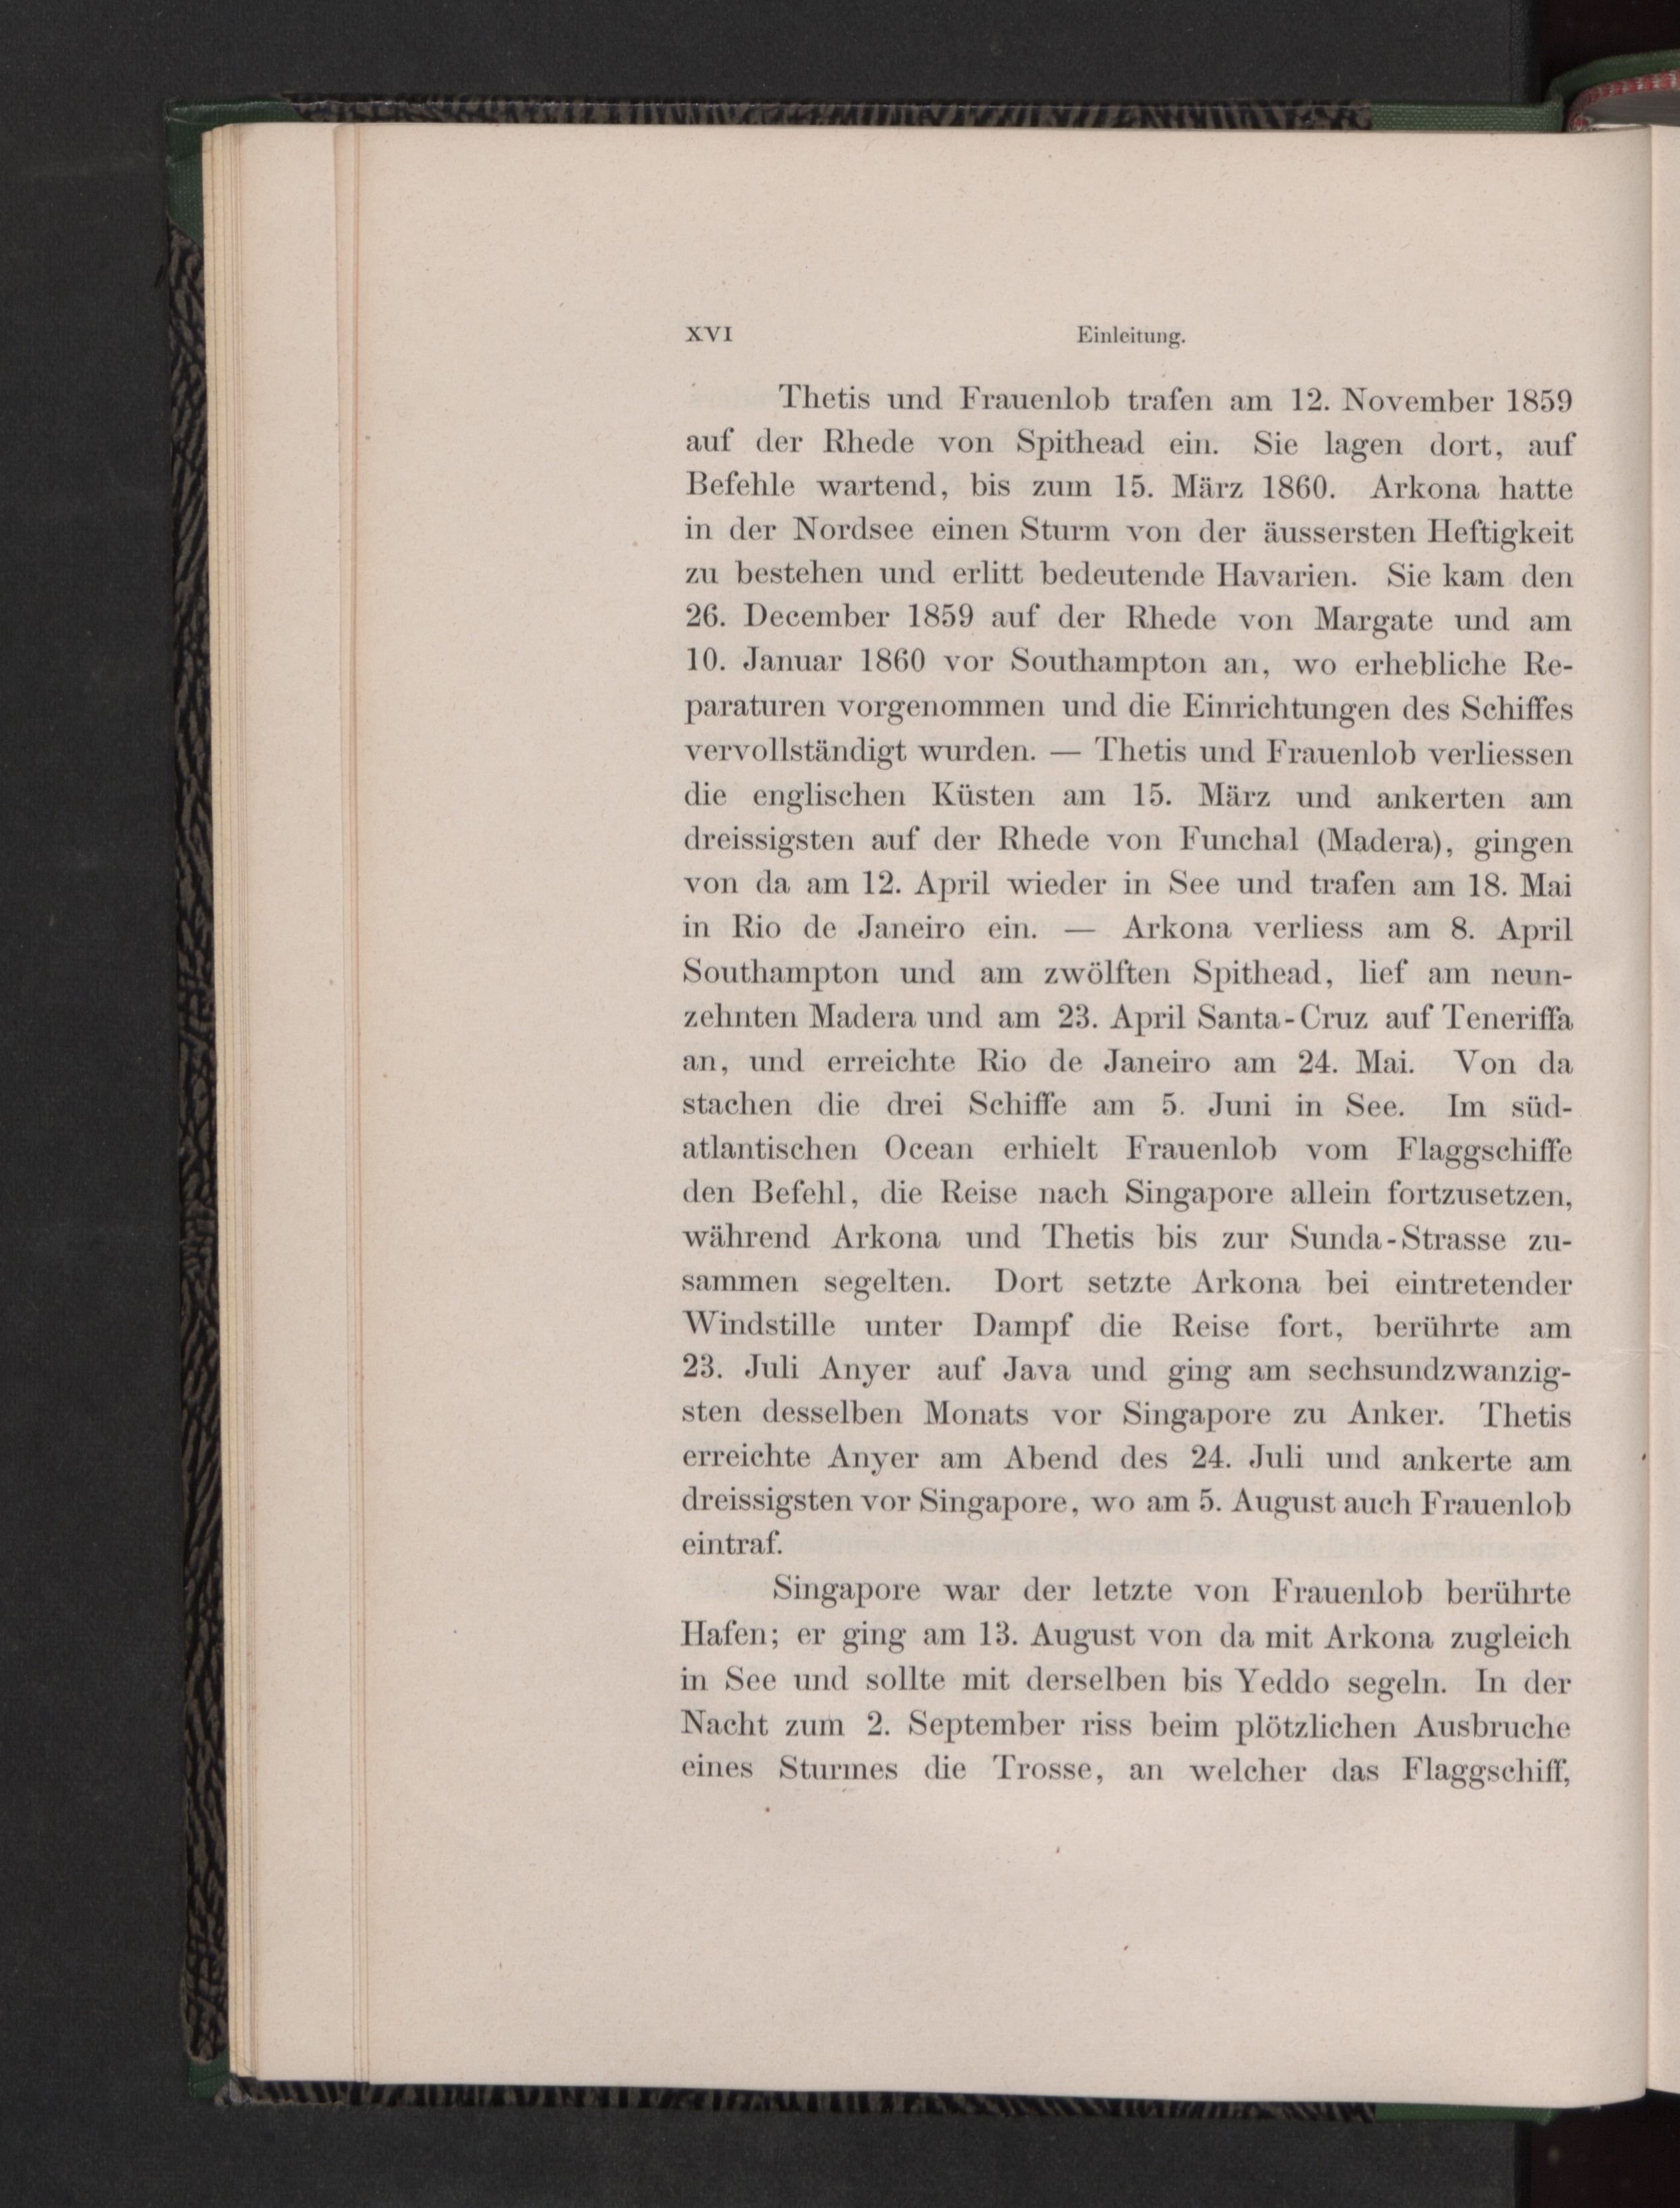 XVI Einleitung.
Thetis und Frauenlob trafen am 12. November 1859
auf der Rhede von Spithead ein. Sie lagen dort, auf
Befehle wartend, bis zum 15. März 1860. Arkona hatte
in der Nordsee einen Sturm von der äussersten Heftigkeit
zu bestehen und erlitt bedeutende Havarien. Sie kam den
26. December 1859 auf der Rhede von Margate und am
10. Januar 1860 vor Southampton an, wo erhebliche Re-
paraturen vorgenommen und die Einrichtungen des Schiffes
vervollständigt wurden. — Thetis und Frauenlob verliessen
die englischen Küsten am 15. März und ankerten am
dreissigsten auf der Rhede von Funchal (Madera), gingen
von da am 12. April wieder in See und trafen am 18. Mai
in Rio de Janeiro ein. — Arkona verliess am 8. April
Southampton und am zwölften Spithead, lief am neun-
zehnten Madera und am 23. April Santa-Cruz auf Teneriffa
an, und erreichte Rio de Janeiro am 24. Mai. Von da
stachen die drei Schiffe am 5. Juni in See. Im süd-
atlantischen Ocean erhielt Frauenlob vom Flaggschiffe
den Befehl, die Reise nach Singapore allein fortzusetzen,
während Arkona und Thetis bis zur Sunda-Strasse zu-
sammen segelten. Dort setzte Arkona bei eintretender
Windstille unter Dampf die Reise fort, berührte am
23. Juli Anyer auf Java und ging am sechsundzwanzig-
sten desselben Monats vor Singapore zu Anker. Thetis
erreichte Anyer am Abend des 24. Juli und ankerte am
dreissigsten vor Singapore, wo am 5. August auch Frauenlob
eintraf.
Singapore war der letzte von Frauenlob berührte
Hafen; er ging am 13. August von da mit Arkona zugleich
in See und sollte mit derselben bis Yeddo segeln. In der
Nacht zum 2. September riss beim plötzlichen Ausbruche
eines Sturmes die Trosse, an welcher das Flaggschiff,